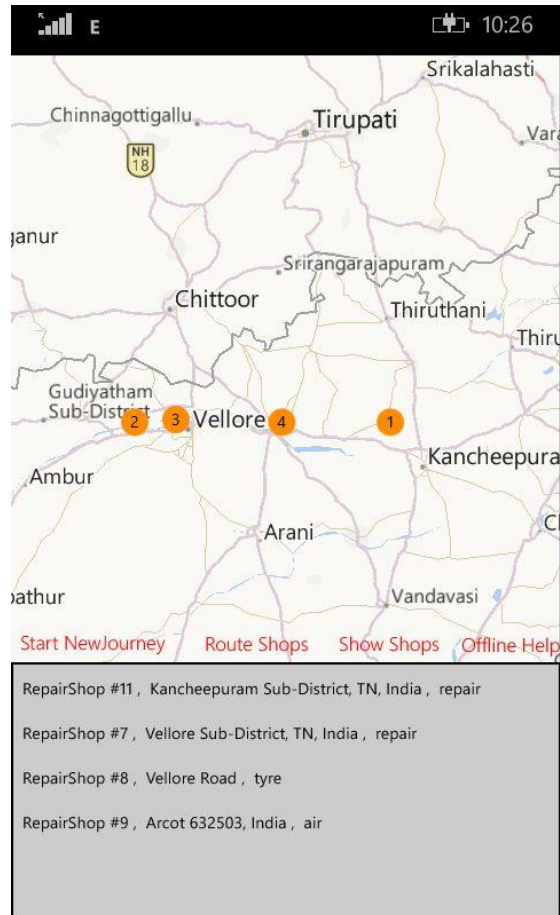 E 10:26
Srikalahasti
Chinnagottigallu
Tirupati
Vara
NH
18
ganur
Srirangarajapuram
Chittoor
Thiruthani
Thiru
Gudiyatham
Sub-District
2
3
Vellore
4
1
Kancheepura
Ambur
Arani
C
pathur
Vandavasi
Start NewJourney Route Shops Show Shops Offline Help
RepairShop #11 , Kancheepuram Sub-District, TN, India , repair
RepairShop #7 , Vellore Sub-District, TN, India , repair
RepairShop #8 , Vellore Road , tyre
RepairShop #9 , Arcot 632503, India , air